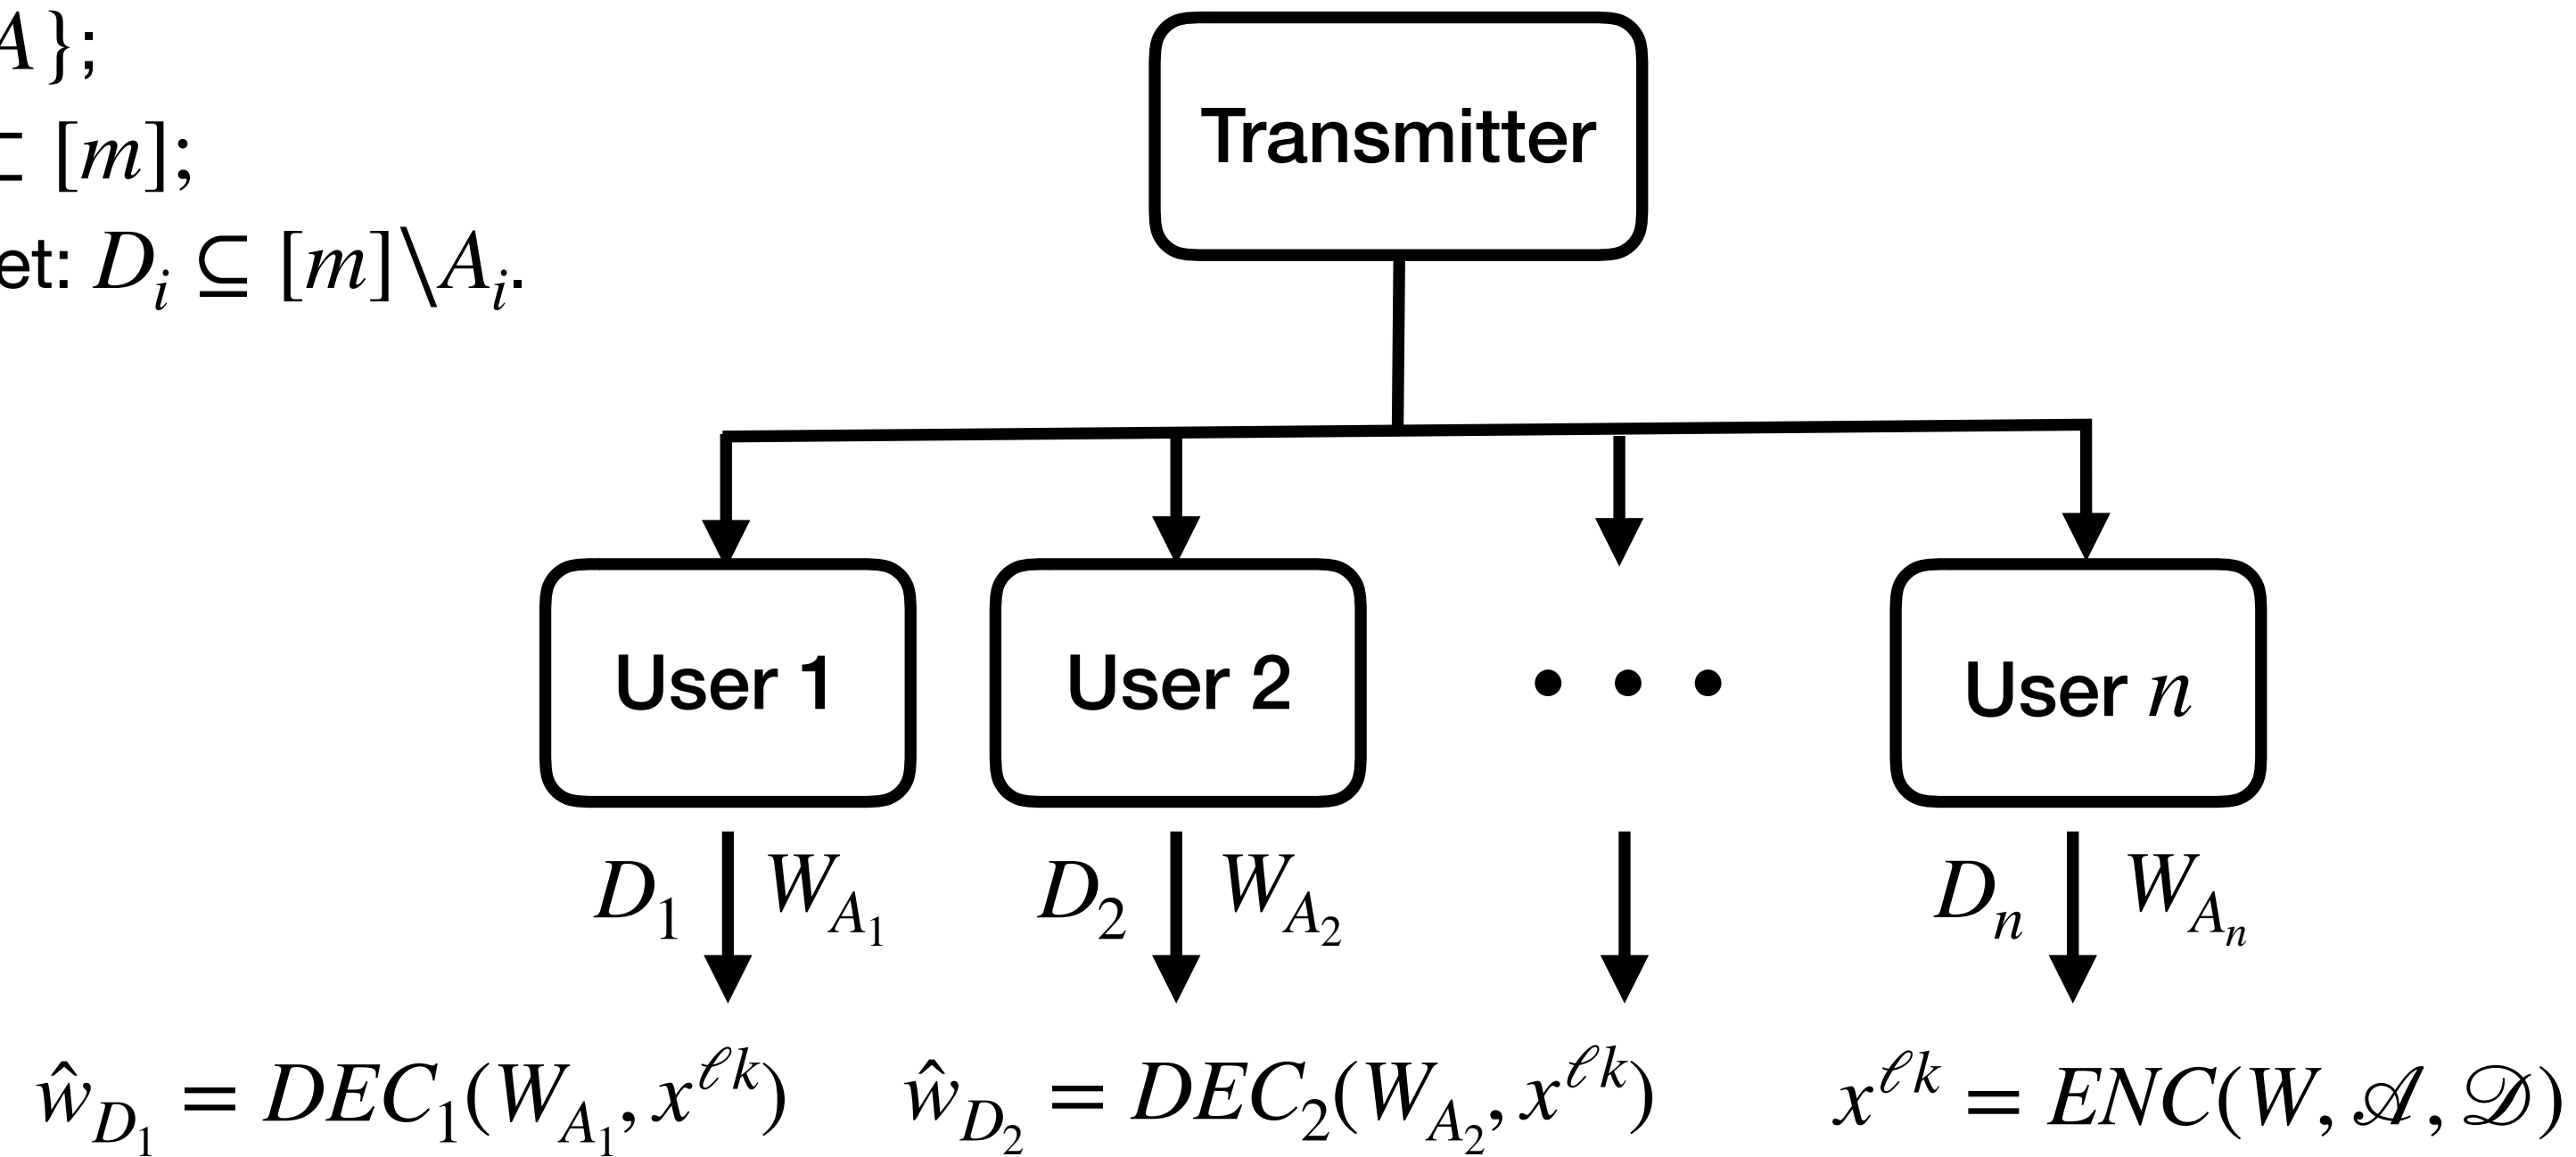 A};
⊂ [m];
et: D_i ⊆ [m]\A_i.
Transmitter
User 1
User 2
• • •
User n
D_1 W_{A_1}
D_2 W_{A_2}
D_n W_{A_n}
ŵ_{D_1} = DEC_1(W_{A_1}, x^{ℓk})
ŵ_{D_2} = DEC_2(W_{A_2}, x^{ℓk})
x^{ℓk} = ENC(W, 𝒜, 𝒟)